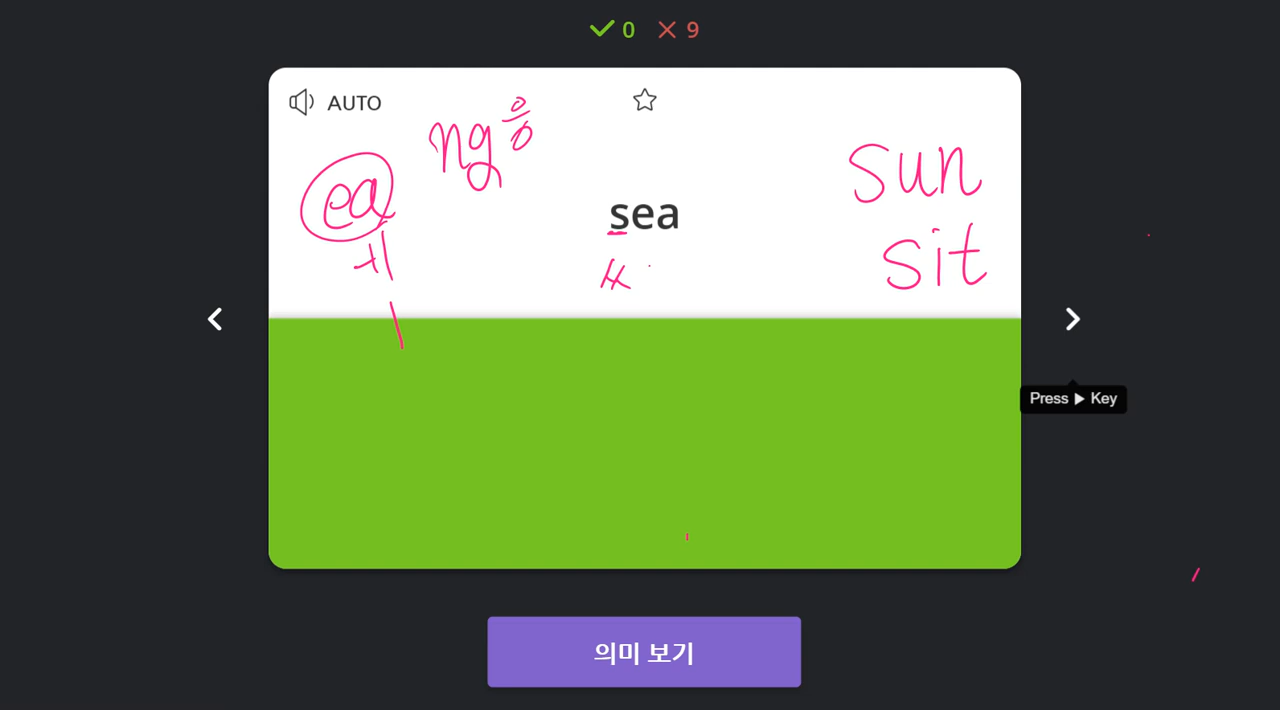 0 9
AUTO
ng 응
ea
sun
sea
ㅆ
sit
Press ▶ Key
의미 보기